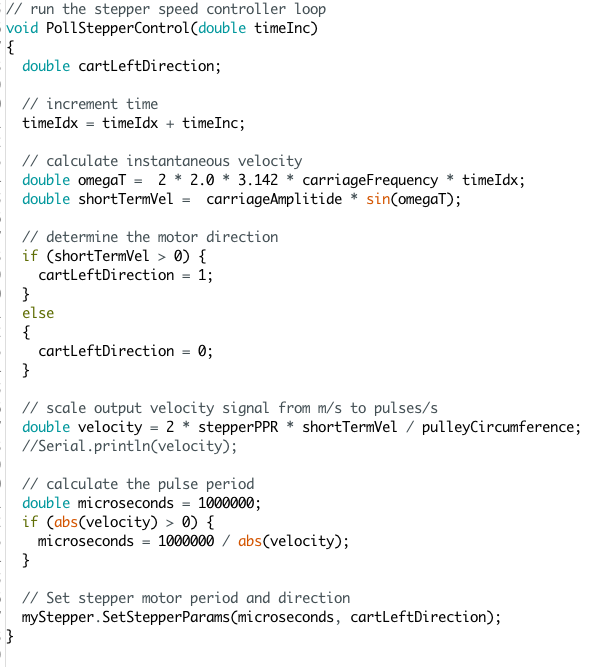 // run the stepper speed controller loop
void PollStepperControl(double timeInc)
{
  double cartLeftDirection;

  // increment time
  timeIdx = timeIdx + timeInc;

  // calculate instantaneous velocity
  double omegaT =  2 * 2.0 * 3.142 * carriageFrequency * timeIdx;
  double shortTermVel =  carriageAmplitide * sin(omegaT);

  // determine the motor direction
  if (shortTermVel > 0) {
    cartLeftDirection = 1;
  }
  else
  {
    cartLeftDirection = 0;
  }

  // scale output velocity signal from m/s to pulses/s
  double velocity = 2 * stepperPPR * shortTermVel / pulleyCircumference;
  //Serial.println(velocity);

  // calculate the pulse period
  double microseconds = 1000000;
  if (abs(velocity) > 0) {
    microseconds = 1000000 / abs(velocity);
  }

  // Set stepper motor period and direction
  myStepper.SetStepperParams(microseconds, cartLeftDirection);
}